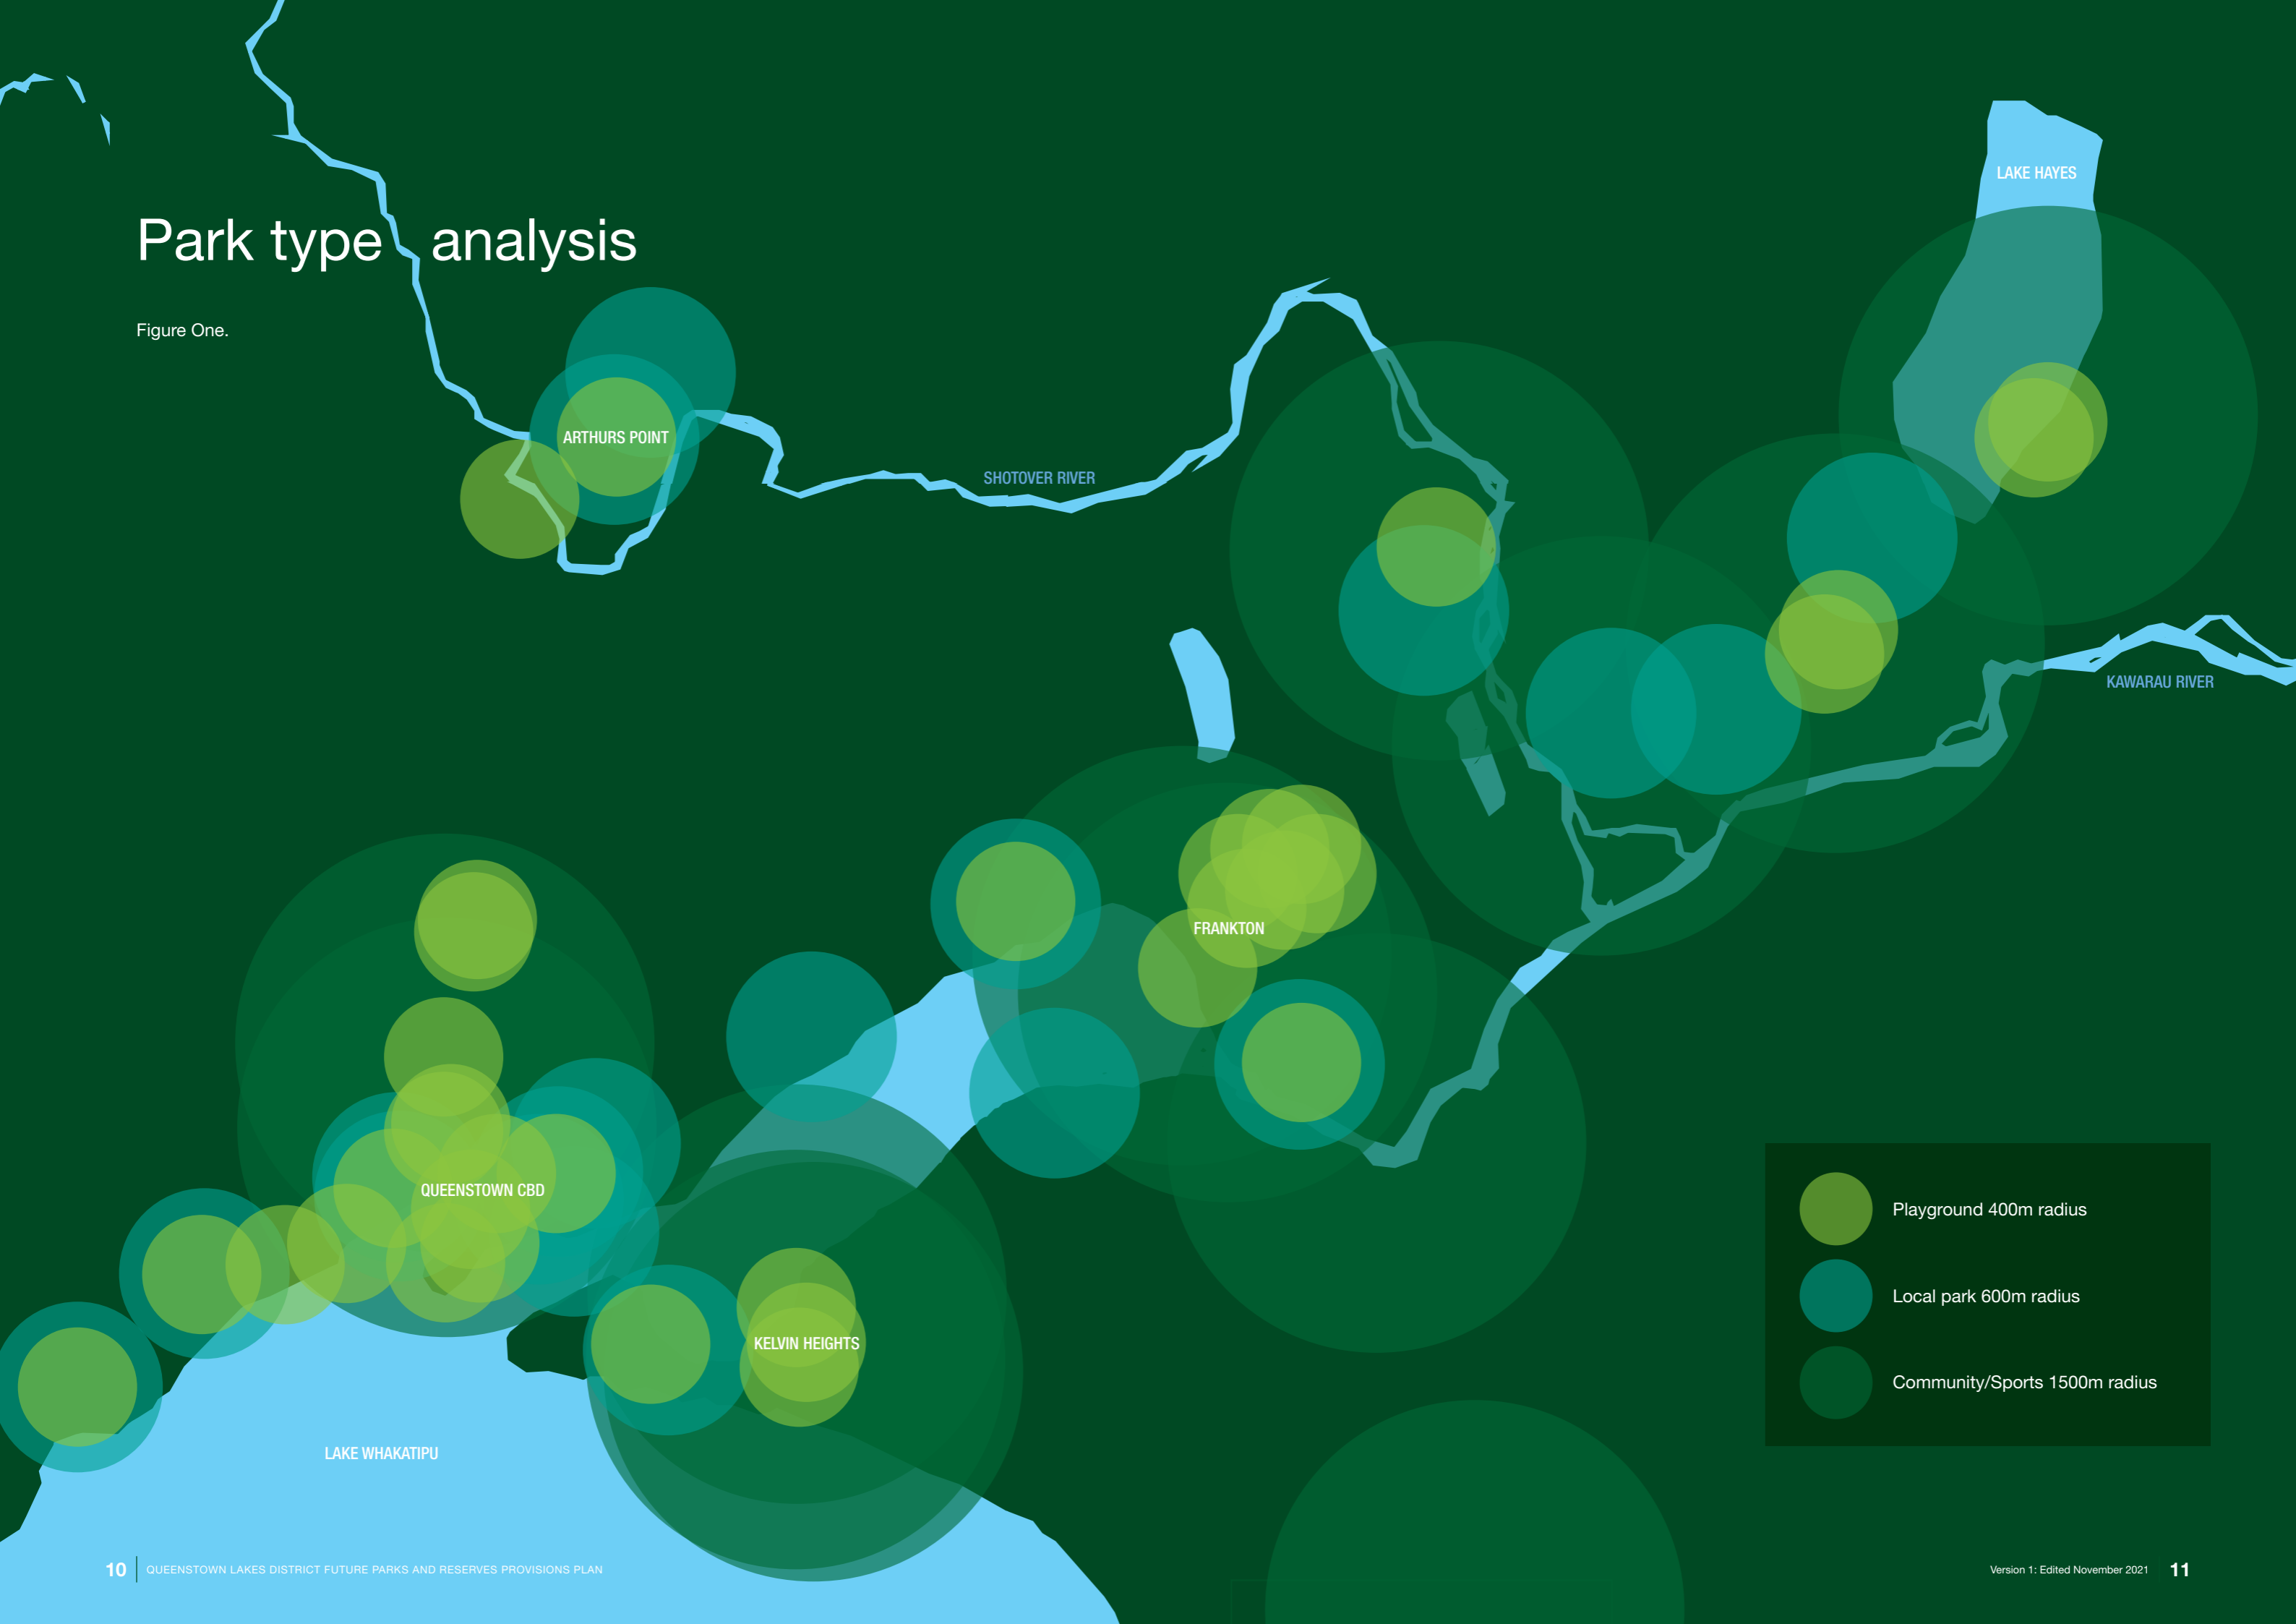 Park type analysis
Figure One.
LAKE HAYES
ARTHURS POINT
SHOTOVER RIVER
KAWARAU RIVER
FRANKTON
QUEENSTOWN CBD
KELVIN HEIGHTS
LAKE WHAKATIPU
Playground 400m radius
Local park 600m radius
Community/Sports 1500m radius
10 QUEENSTOWN LAKES DISTRICT FUTURE PARKS AND RESERVES PROVISIONS PLAN
Version 1: Edited November 2021 11